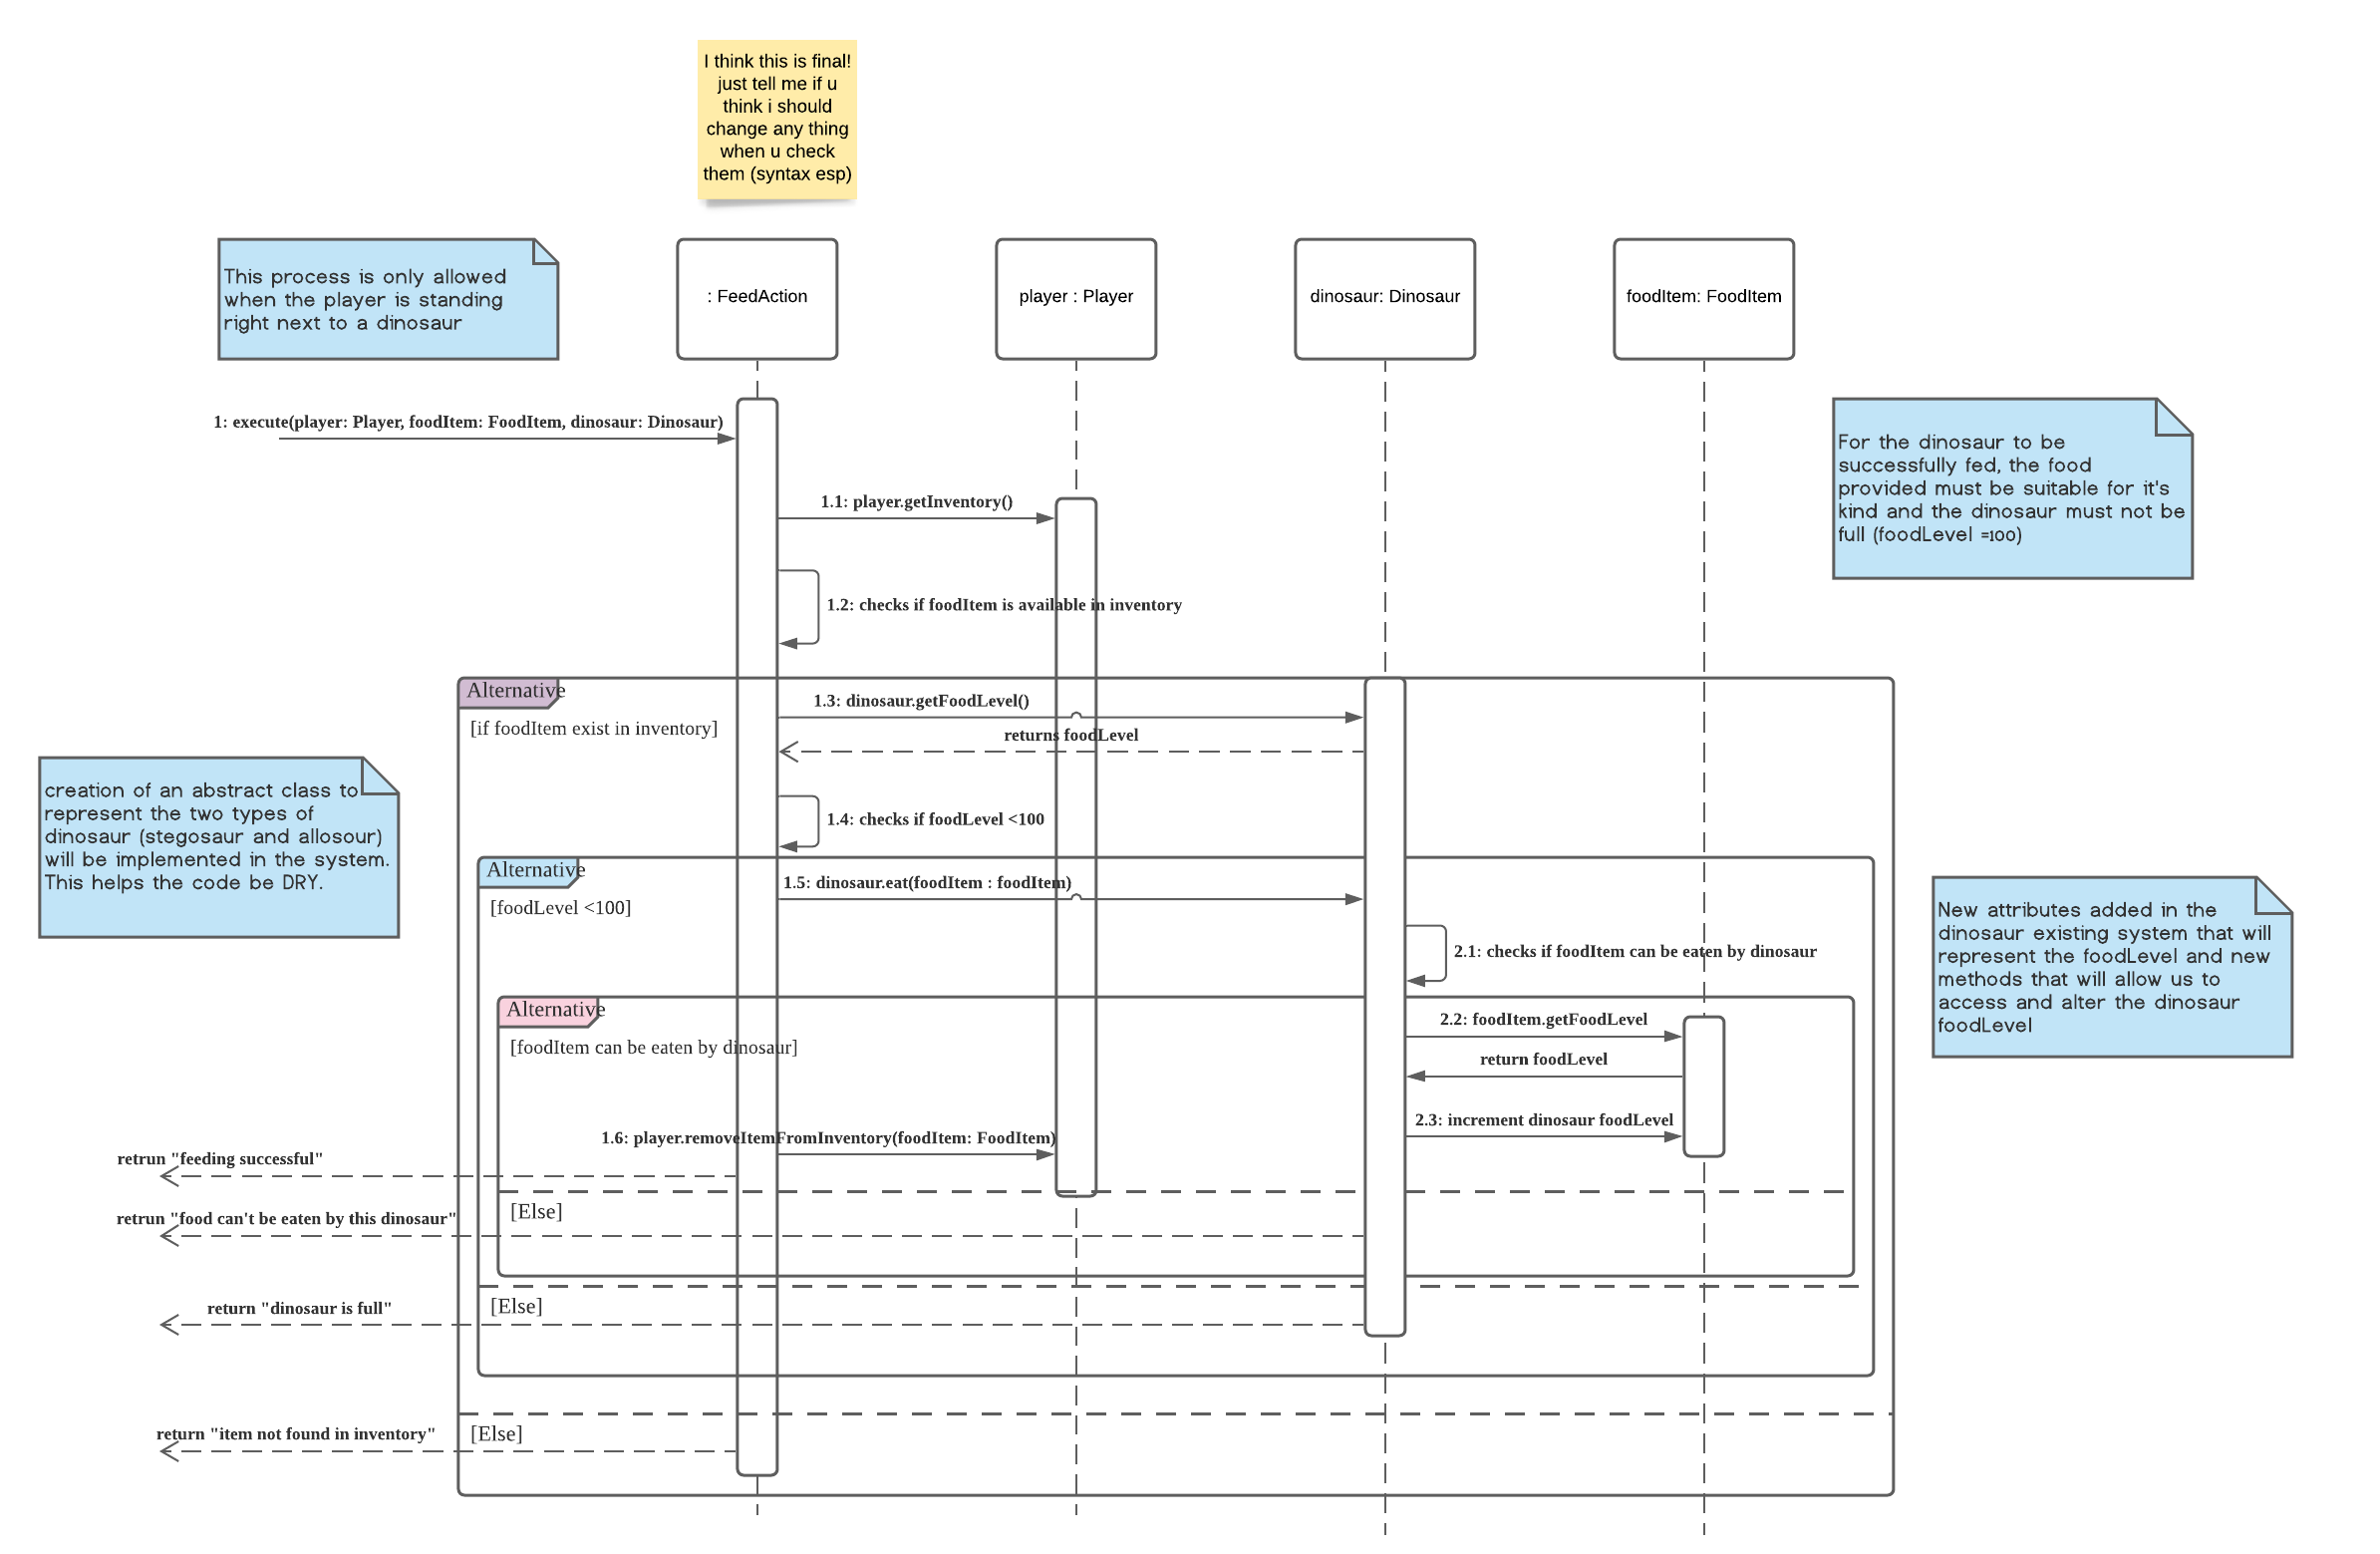 I think this is final!
just tell me if u
think i should
change any thing
when u check
them (syntax esp)
This process is only allowed
when the player is standing
right next to a dinosaur
: FeedAction
player : Player
dinosaur: Dinosaur
foodItem: FoodItem
1: execute(player: Player, foodItem: FoodItem, dinosaur: Dinosaur)
For the dinosaur to be
successfully fed, the food
provided must be suitable for it's
kind and the dinosaur must not be
full (foodLevel =100)
1.1: player.getInventory()
1.2: checks if foodItem is available in inventory
Alternative
[if foodItem exist in inventory]
1.3: dinosaur.getFoodLevel()
returns foodLevel
creation of an abstract class to
represent the two types of
dinosaur (stegosaur and allosour)
will be implemented in the system.
This helps the code be DRY.
1.4: checks if foodLevel <100
Alternative
[foodLevel <100]
1.5: dinosaur.eat(foodItem : foodItem)
New attributes added in the
dinosaur existing system that will
represent the foodLevel and new
methods that will allow us to
access and alter the dinosaur
foodLevel
2.1: checks if foodItem can be eaten by dinosaur
Alternative
[foodItem can be eaten by dinosaur]
2.2: foodItem.getFoodLevel
return foodLevel
2.3: increment dinosaur foodLevel
1.6: player.removeItemFromInventory(foodItem: FoodItem)
retrun "feeding successful"
[Else]
retrun "food can't be eaten by this dinosaur"
[Else]
return "dinosaur is full"
[Else]
return "item not found in inventory"